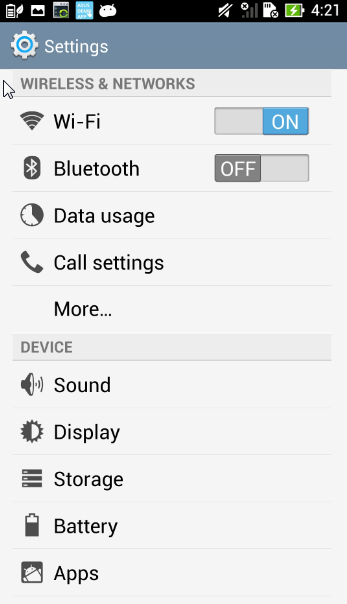 4:21
Settings
WIRELESS & NETWORKS
Wi-Fi
ON
Bluetooth
OFF
Data usage
Call settings
More...
DEVICE
Sound
Display
Storage
Battery
Apps